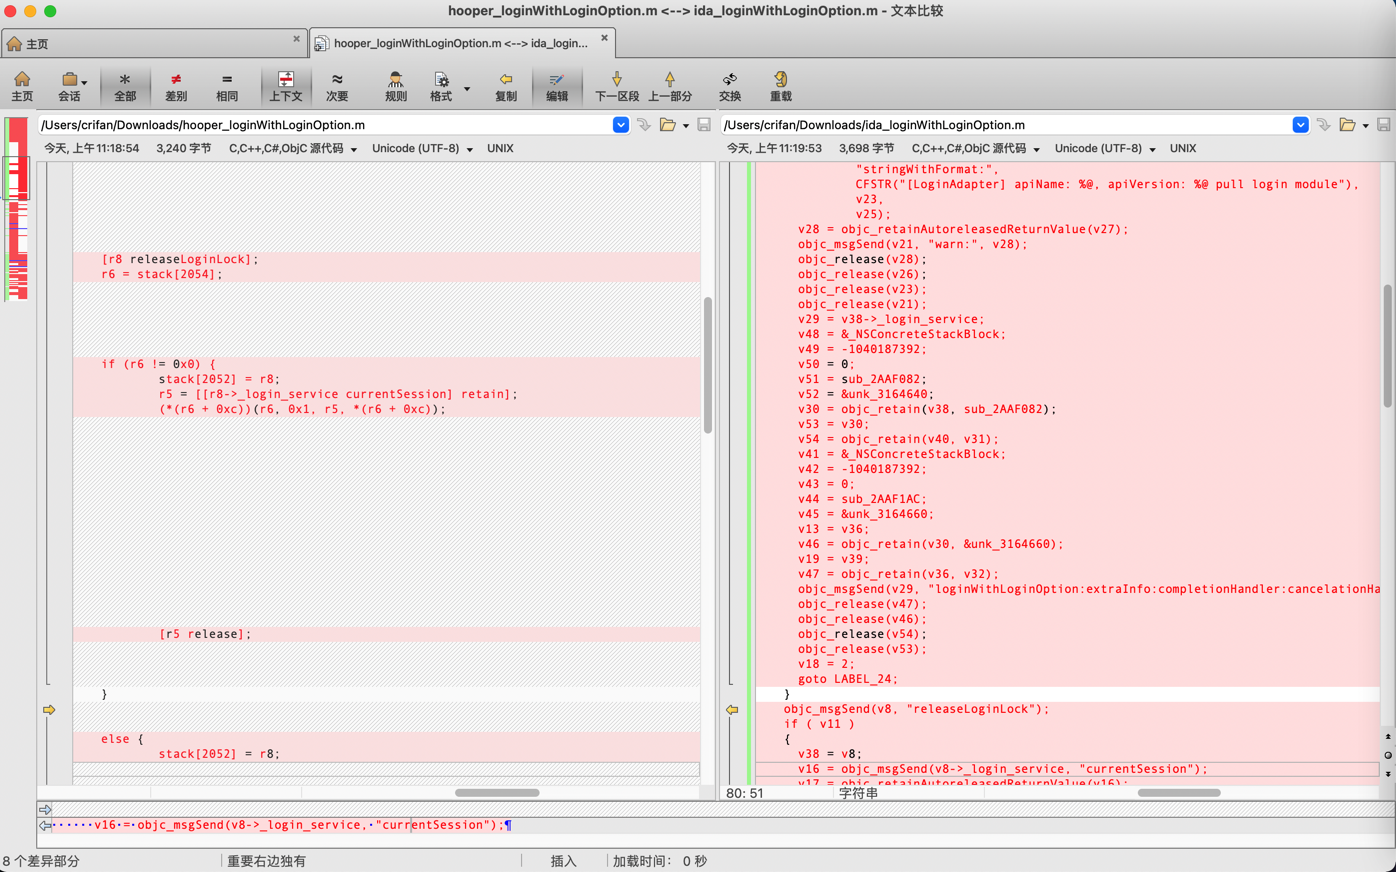 hooper_loginWithLoginOption.m <--> ida_loginWithLoginOption.m - 文本比较
主页
hooper_loginWithLoginOption.m <--> ida_login...
主页 会话 全部 差别 相同 上下文 次要 规则 格式 复制 编辑 下一区段 上一部分 交换 重载
/Users/crifan/Downloads/hooper_loginWithLoginOption.m
/Users/crifan/Downloads/ida_loginWithLoginOption.m
今天, 上午11:18:54 3,240 字节 C,C++,C#,ObjC 源代码 Unicode (UTF-8) UNIX
今天, 上午11:19:53 3,698 字节 C,C++,C#,ObjC 源代码 Unicode (UTF-8) UNIX
[r8 releaseLoginLock];
r6 = stack[2054];
if (r6 != 0x0) {
stack[2052] = r8;
r5 = [[r8->_login_service currentSession] retain];
(*(r6 + 0xc))(r6, 0x1, r5, *(r6 + 0xc));
[r5 release];
}
else {
stack[2052] = r8;
"stringWithFormat:",
CFSTR("[LoginAdapter] apiName: %@, apiVersion: %@ pull login module"),
v23,
v25);
v28 = objc_retainAutoreleasedReturnValue(v27);
objc_msgSend(v21, "warn:", v28);
objc_release(v28);
objc_release(v26);
objc_release(v23);
objc_release(v21);
v29 = v38->_login_service;
v48 = &_NSConcreteStackBlock;
v49 = -1040187392;
v50 = 0;
v51 = sub_2AAF082;
v52 = &unk_3164640;
v30 = objc_retain(v38, sub_2AAF082);
v53 = v30;
v54 = objc_retain(v40, v31);
v41 = &_NSConcreteStackBlock;
v42 = -1040187392;
v43 = 0;
v44 = sub_2AAF1AC;
v45 = &unk_3164660;
v13 = v36;
v46 = objc_retain(v30, &unk_3164660);
v19 = v39;
v47 = objc_retain(v36, v32);
objc_msgSend(v29, "loginWithLoginOption:extraInfo:completionHandler:cancelationHa
objc_release(v47);
objc_release(v46);
objc_release(v54);
objc_release(v53);
v18 = 2;
goto LABEL_24;
}
objc_msgSend(v8, "releaseLoginLock");
if ( v11 )
{
v38 = v8;
v16 = objc_msgSend(v8->_login_service, "currentSession");
v17 = objc_retainAutoreleasedReturnValue(v16);
80: 51 字符串
v16·=·objc_msgSend(v8->_login_service,·"currentSession");¶
8 个差异部分 重要右边独有 插入 加载时间: 0 秒